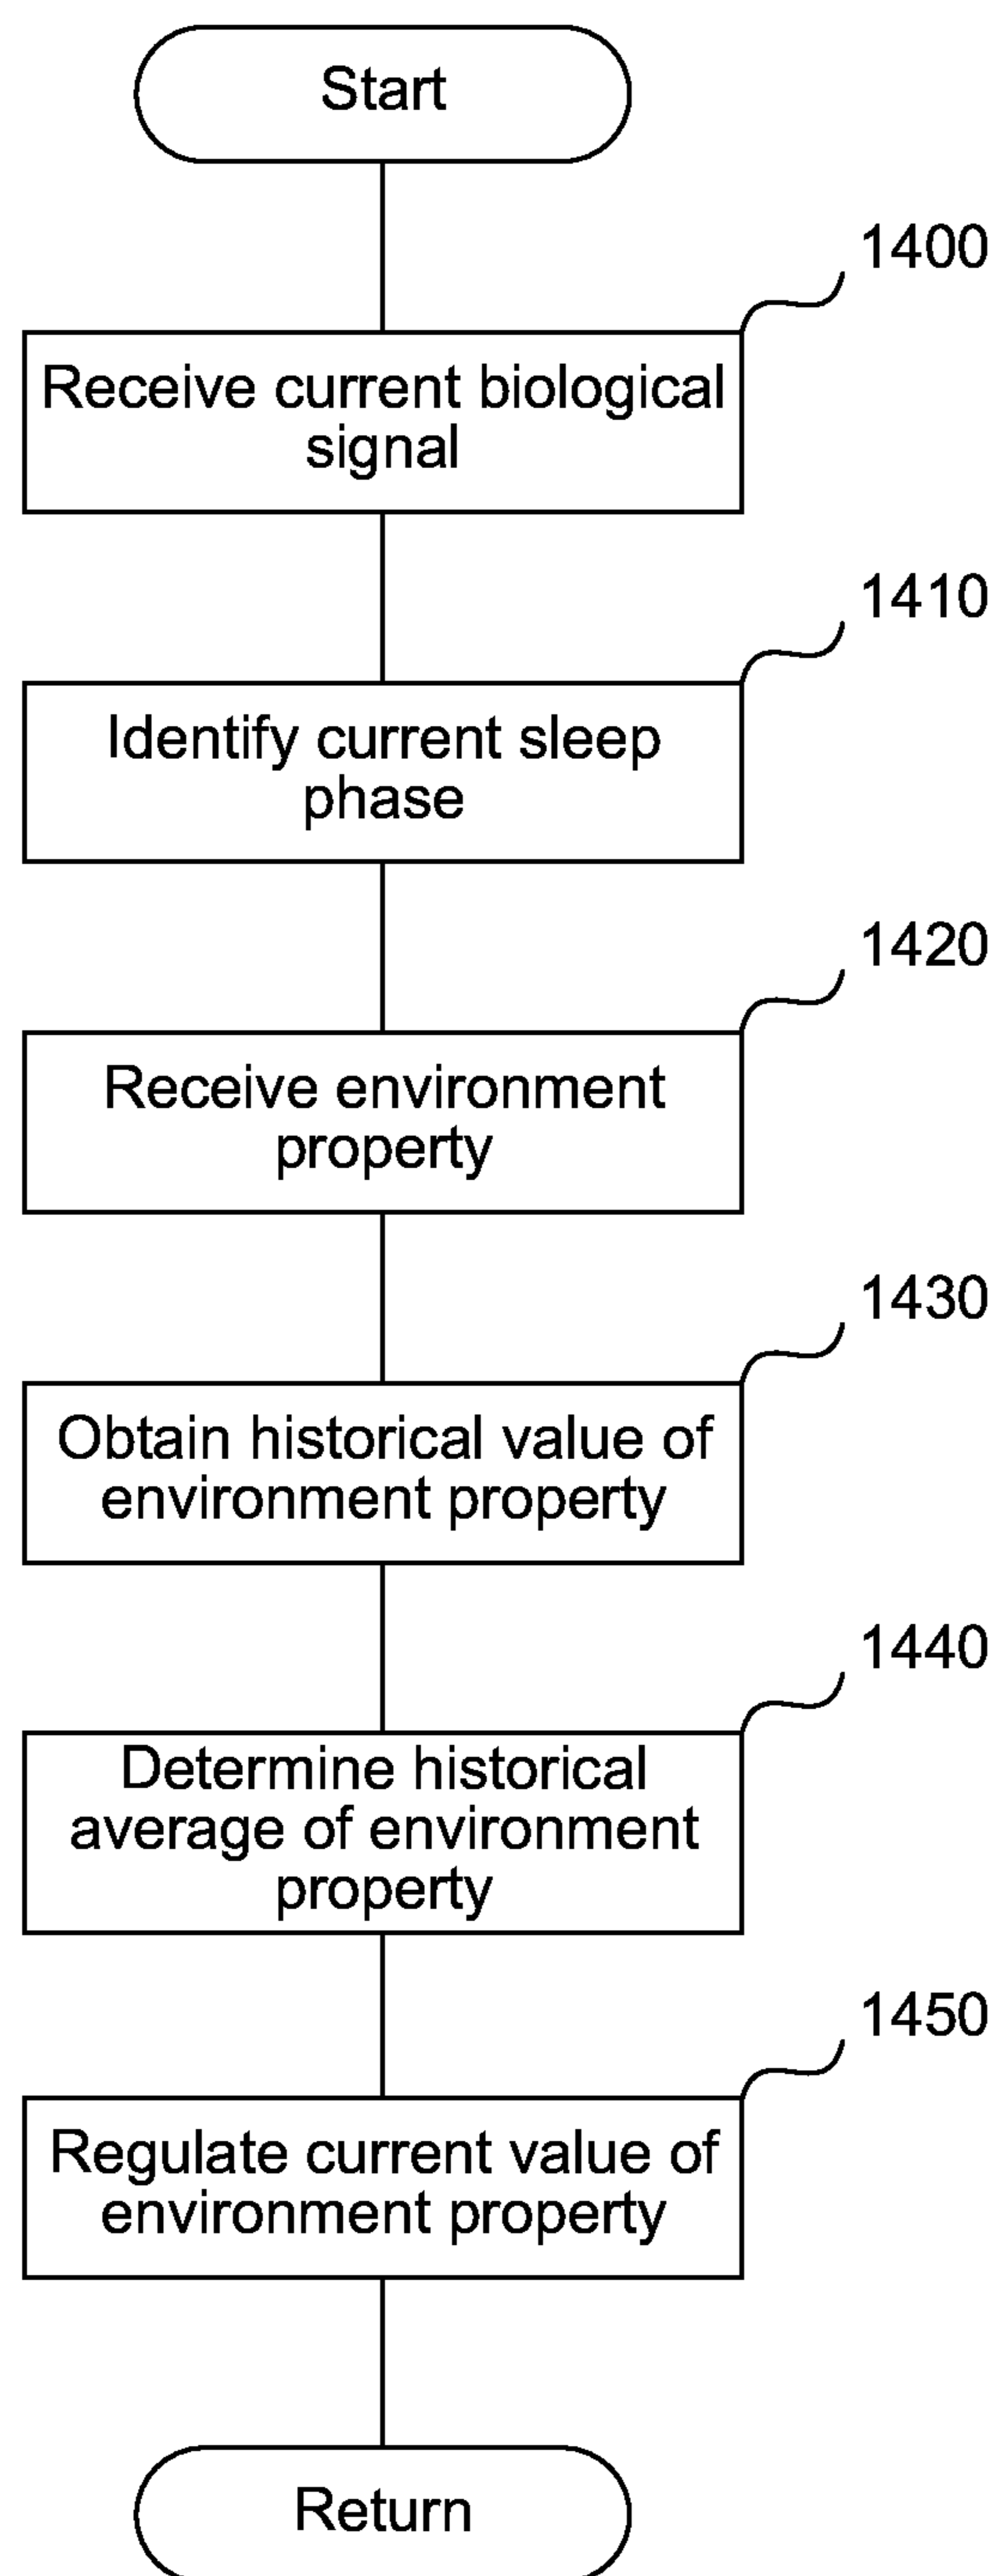 Start
1400
Receive current biological
signal
1410
Identify current sleep
phase
1420
Receive environment
property
1430
Obtain historical value of
environment property
1440
Determine historical
average of environment
property
1450
Regulate current value of
environment property
Return